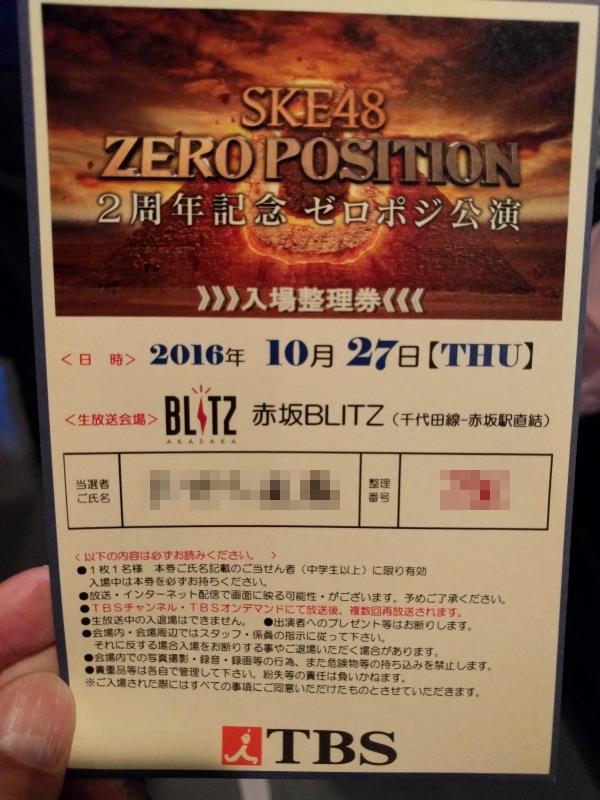 SKE48
ZERO POSITION
2周年記念 ゼロポジ公演
》》》入場整理券《《《
<日 時> 2016年 10月 27日【THU】
<生放送会場> BLITZ AKASAKA 赤坂BLITZ (千代田線-赤坂駅直結)
当選者
ご氏名
整理
番号
<以下の内容は必ずお読みください。 >
●1枚1名様 本券ご氏名記載のご当せん者(中学生以上)に限り有効
入場中は本券を必ずお持ちください。
●放送・インターネット配信で画面に映る可能性・がございます。予めご了承ください。
●TBSチャンネル・TBSオンデマンドにて放送後、複数回再放送されます。
●生放送中の入退場はできません。 ●出演者へのプレゼント等はお断りします。
●会場内・会場周辺ではスタッフ・係員の指示に従って下さい。
それに反する場合入場をお断りする事やご退場いただく場合があります。
●会場内での写真撮影・録音・録画等の行為、また危険物等の持ち込みを禁止します。
●貴重品等は各自で管理して下さい。紛失等の責任は負いかねます。
※ご入場された際にはすべての事項にご同意いただけたものとさせていただきます。
TBS